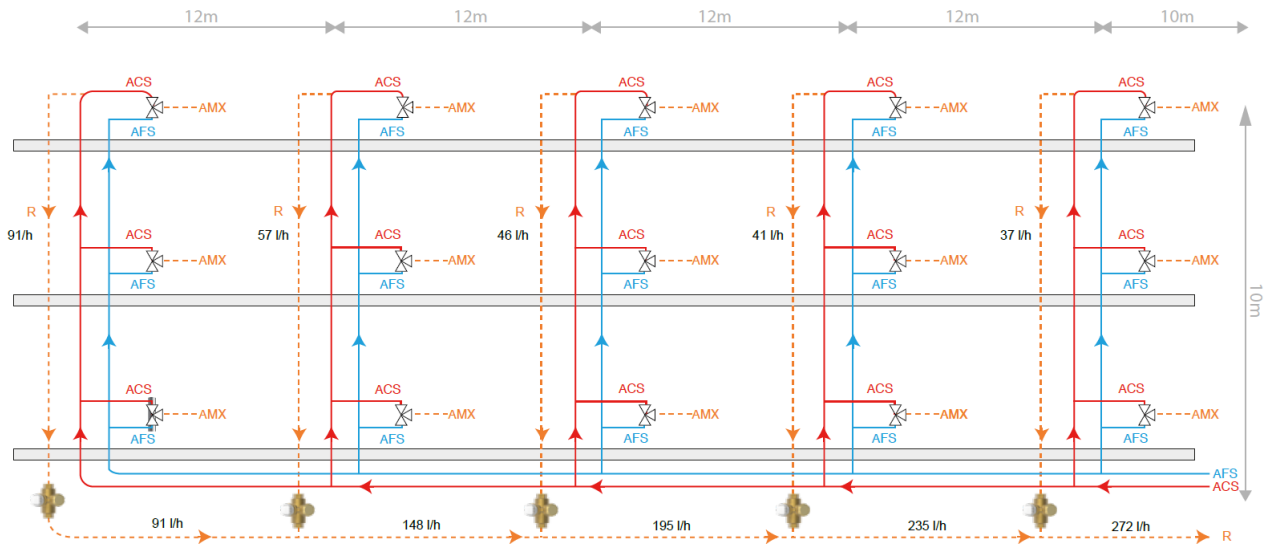 12m 12m 12m 12m 10m
ACS ACS ACS ACS ACS
AMX AMX AMX AMX AMX
AFS AFS AFS AFS AFS
R R R R R
91/h 57 l/h 46 l/h 41 l/h 37 l/h
ACS ACS ACS ACS ACS
AMX AMX AMX AMX AMX
AFS AFS AFS AFS AFS
10m
ACS ACS ACS ACS ACS
AMX AMX AMX AMX AMX
AFS AFS AFS AFS AFS
AFS
ACS
91 l/h 148 l/h 195 l/h 235 l/h 272 l/h
R